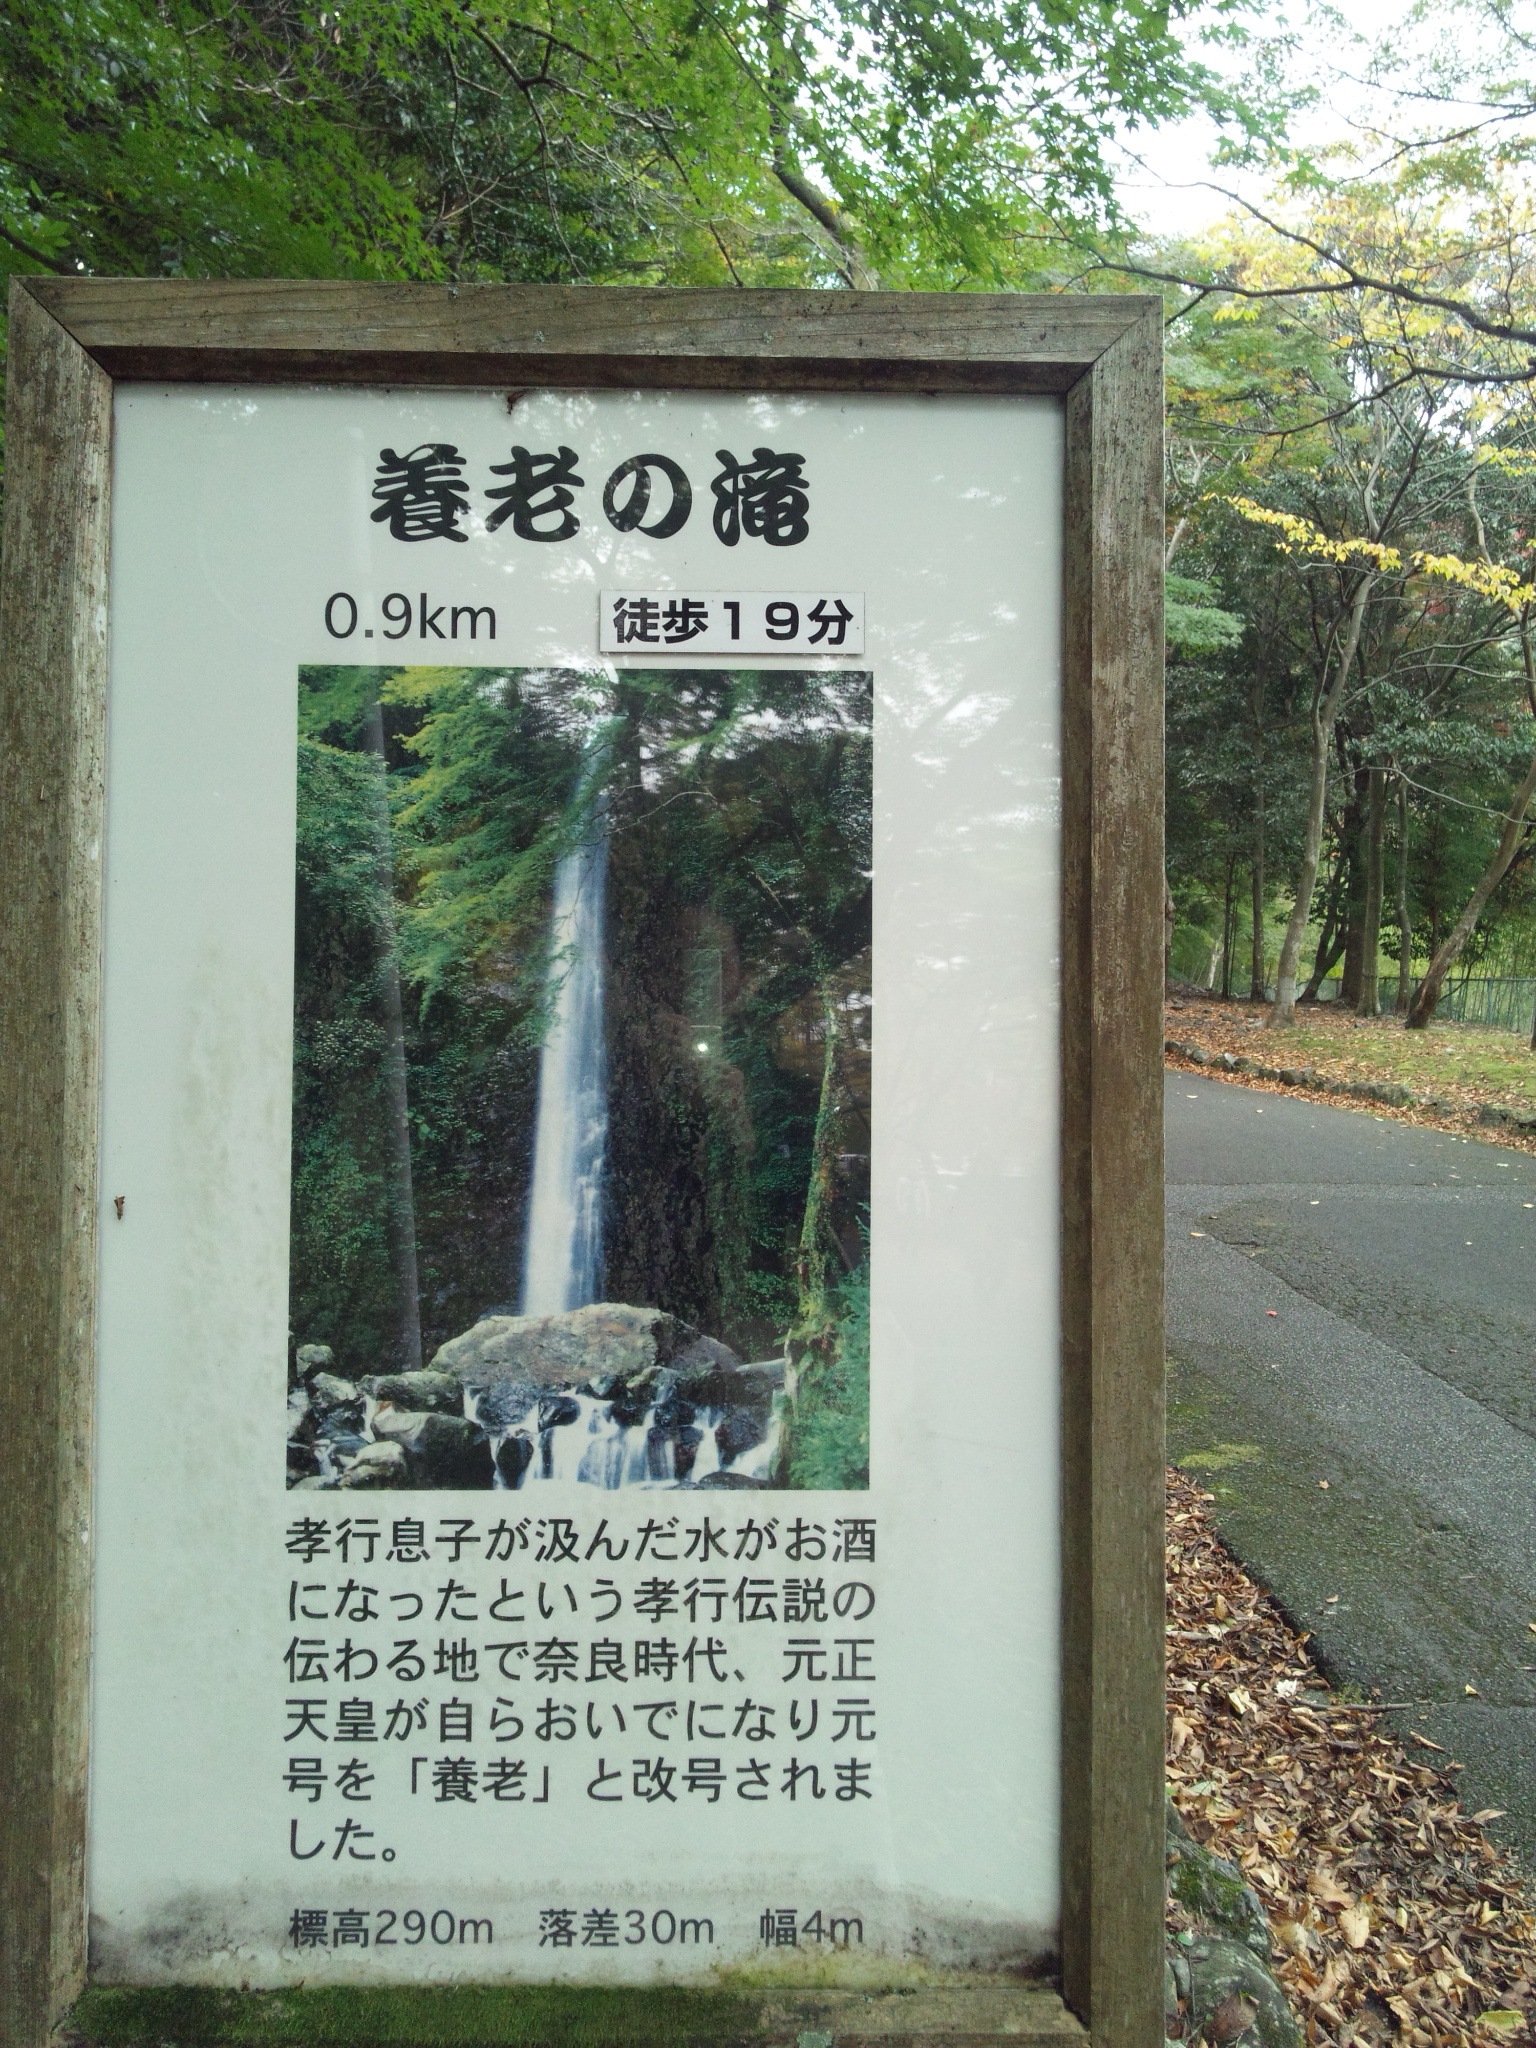 養老の滝
0.9km 徒歩19分
孝行息子が汲んだ水がお酒
になったという孝行伝説の
伝わる地で奈良時代、元正
天皇が自らおいでになり元
号を「養老」と改号されま
した。
標高290m 落差30m 幅4m